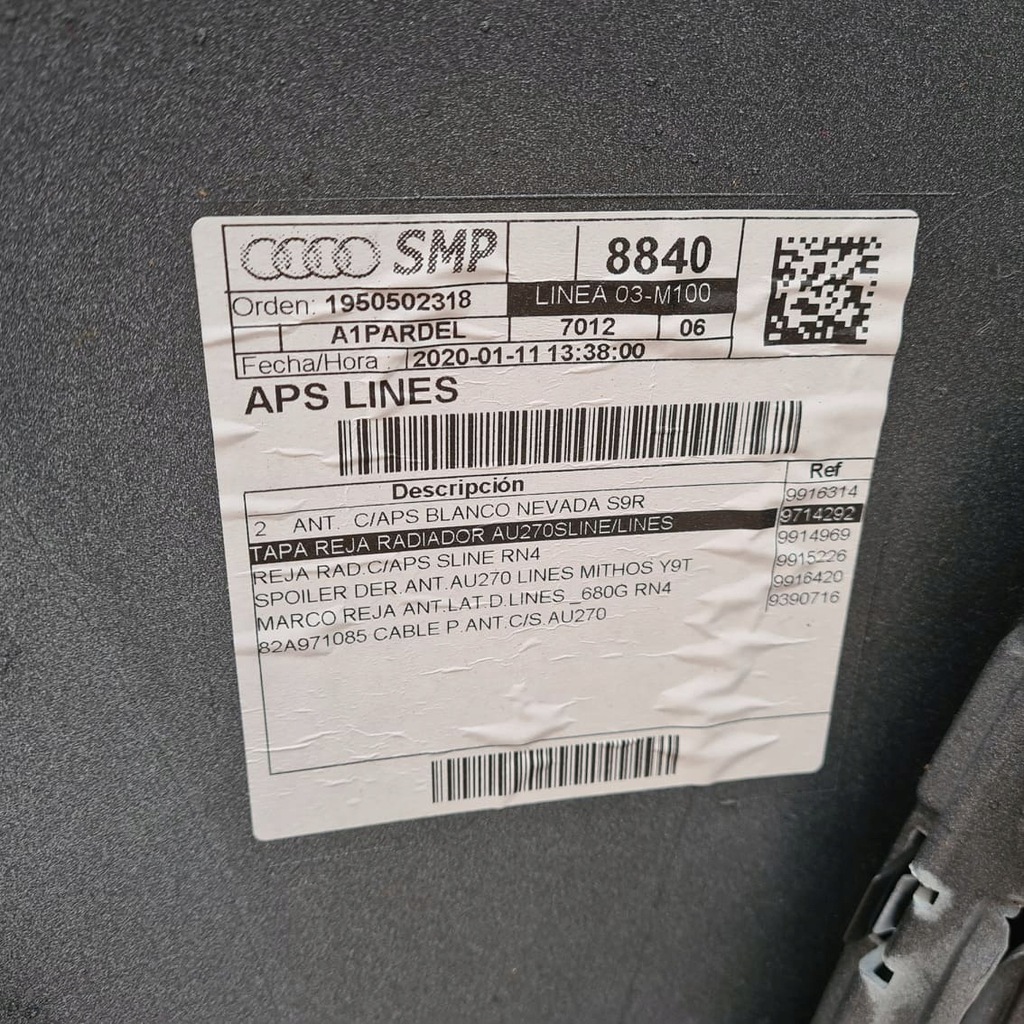 SMP
8840
Orden: 1950502318
LINEA 03-M100
A1PARDEL 7012 06
Fecha/Hora : 2020-01-11 13:38:00
APS LINES
Descripción Ref
2 ANT. C/APS BLANCO NEVADA S9R 9916314
TAPA REJA RADIADOR AU270SLINE/LINES 9714292
REJA RAD.C/APS SLINE RN4 9914969
SPOILER DER.ANT.AU270 LINES MITHOS Y9T 9915226
MARCO REJA ANT.LAT.D.LINES_680G RN4 9916420
82A971085 CABLE P.ANT.C/S.AU270 9390716